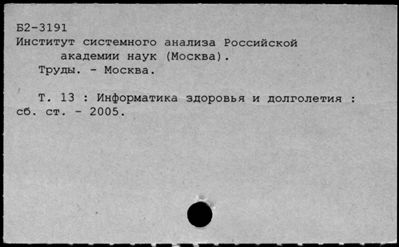 Б2-3191
Институт системного анализа Российской
академии наук (Москва).
Труды. - Москва.
Т. 13 : Информатика здоровья и долголетия :
сб. ст. - 2005.